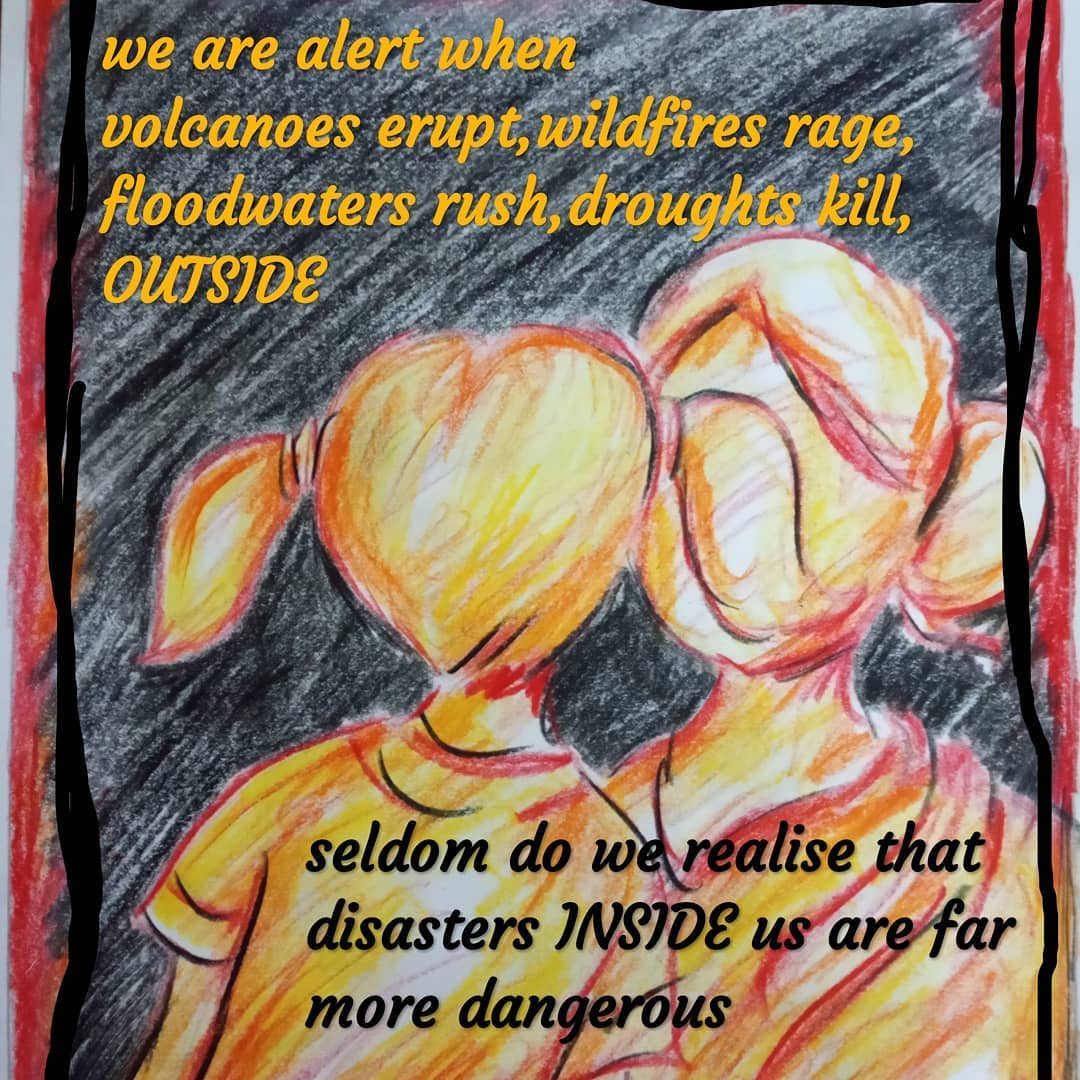 we are alert when
volcanoes erupt,wildfires rage,
floodwaters rush,droughts kill,
OUTSIDE
seldom do we realise that
disasters INSIDE us are far
more dangerous